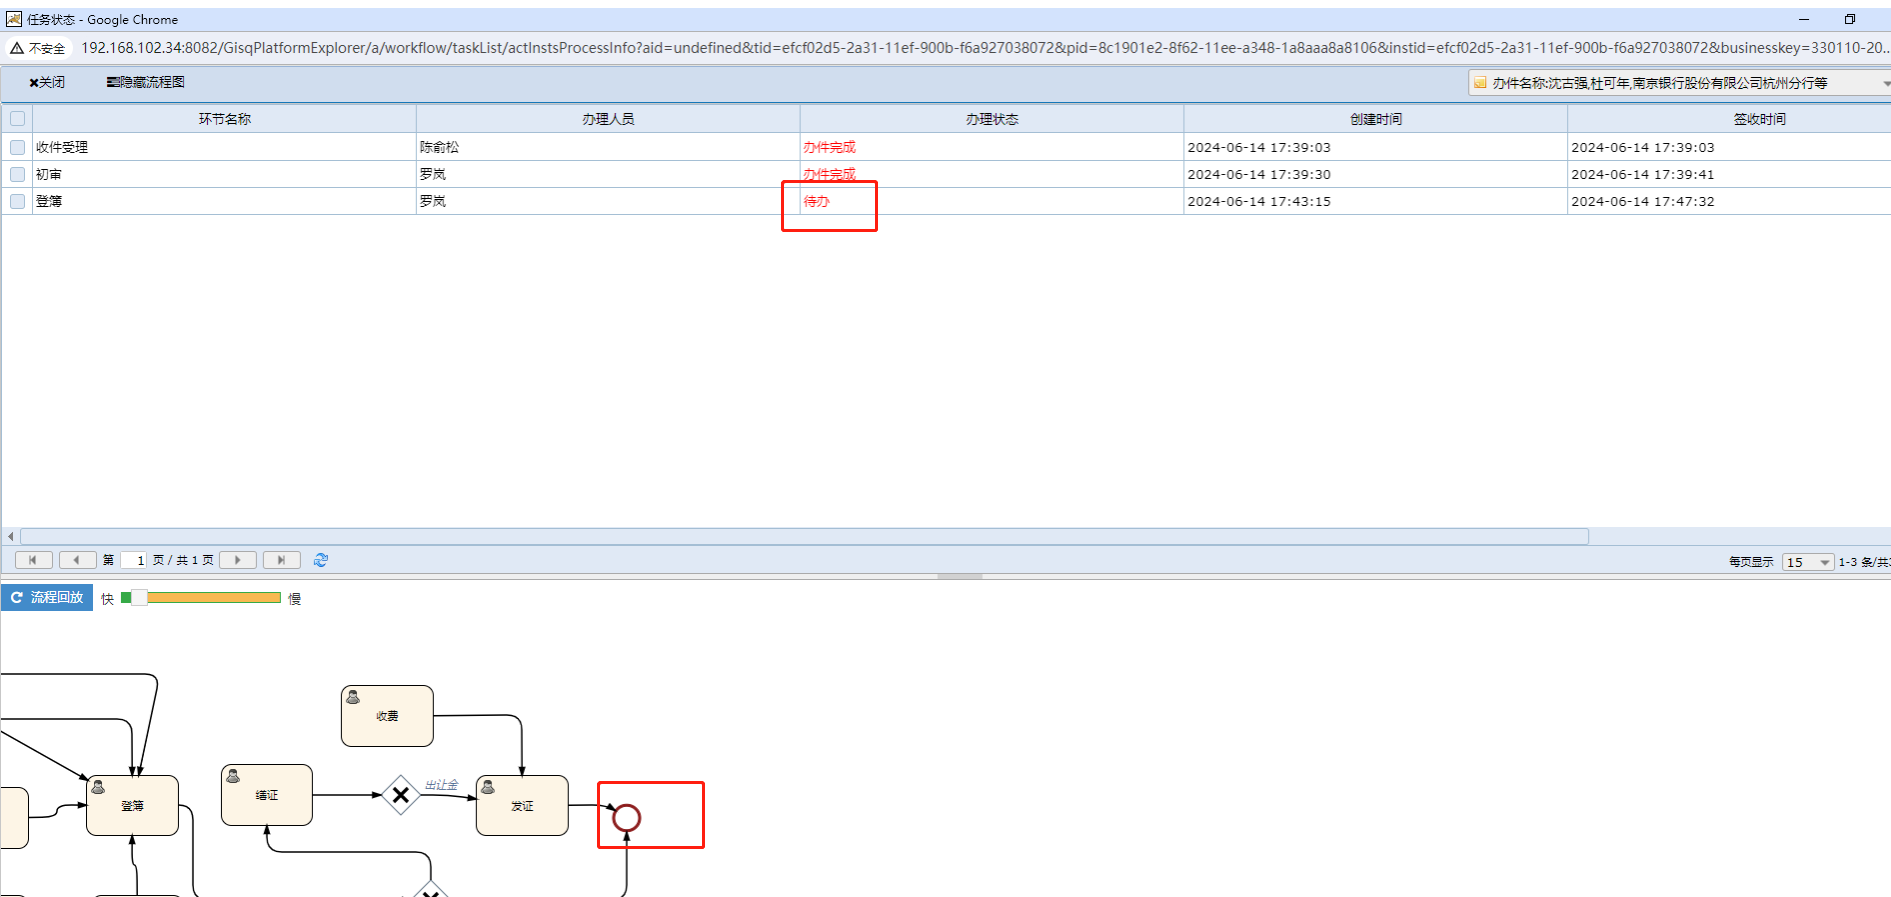 任务状态 - Google Chrome
不安全 192.168.102.34:8082/GisqPlatformExplorer/a/workflow/taskList/actInstsProcessInfo?aid=undefined&tid=efcf02d5-2a31-11ef-900b-f6a927038072&pid=8c1901e2-8f62-11ee-a348-1a8aaa8a8106&instid=efcf02d5-2a31-11ef-900b-f6a927038072&businesskey=330110-20...
关闭 隐藏流程图 办件名称:沈古强,杜可年,南京银行股份有限公司杭州分行等
环节名称 办理人员 办理状态 创建时间 签收时间
收件受理 陈俞松 办件完成 2024-06-14 17:39:03 2024-06-14 17:39:03
初审 罗岚 办件完成 2024-06-14 17:39:30 2024-06-14 17:39:41
登簿 罗岚 待办 2024-06-14 17:43:15 2024-06-14 17:47:32
第 1 页 / 共 1 页 每页显示 15 1-3 条/共3
流程回放 快 慢
收费
出让金
缮证
登簿 发证